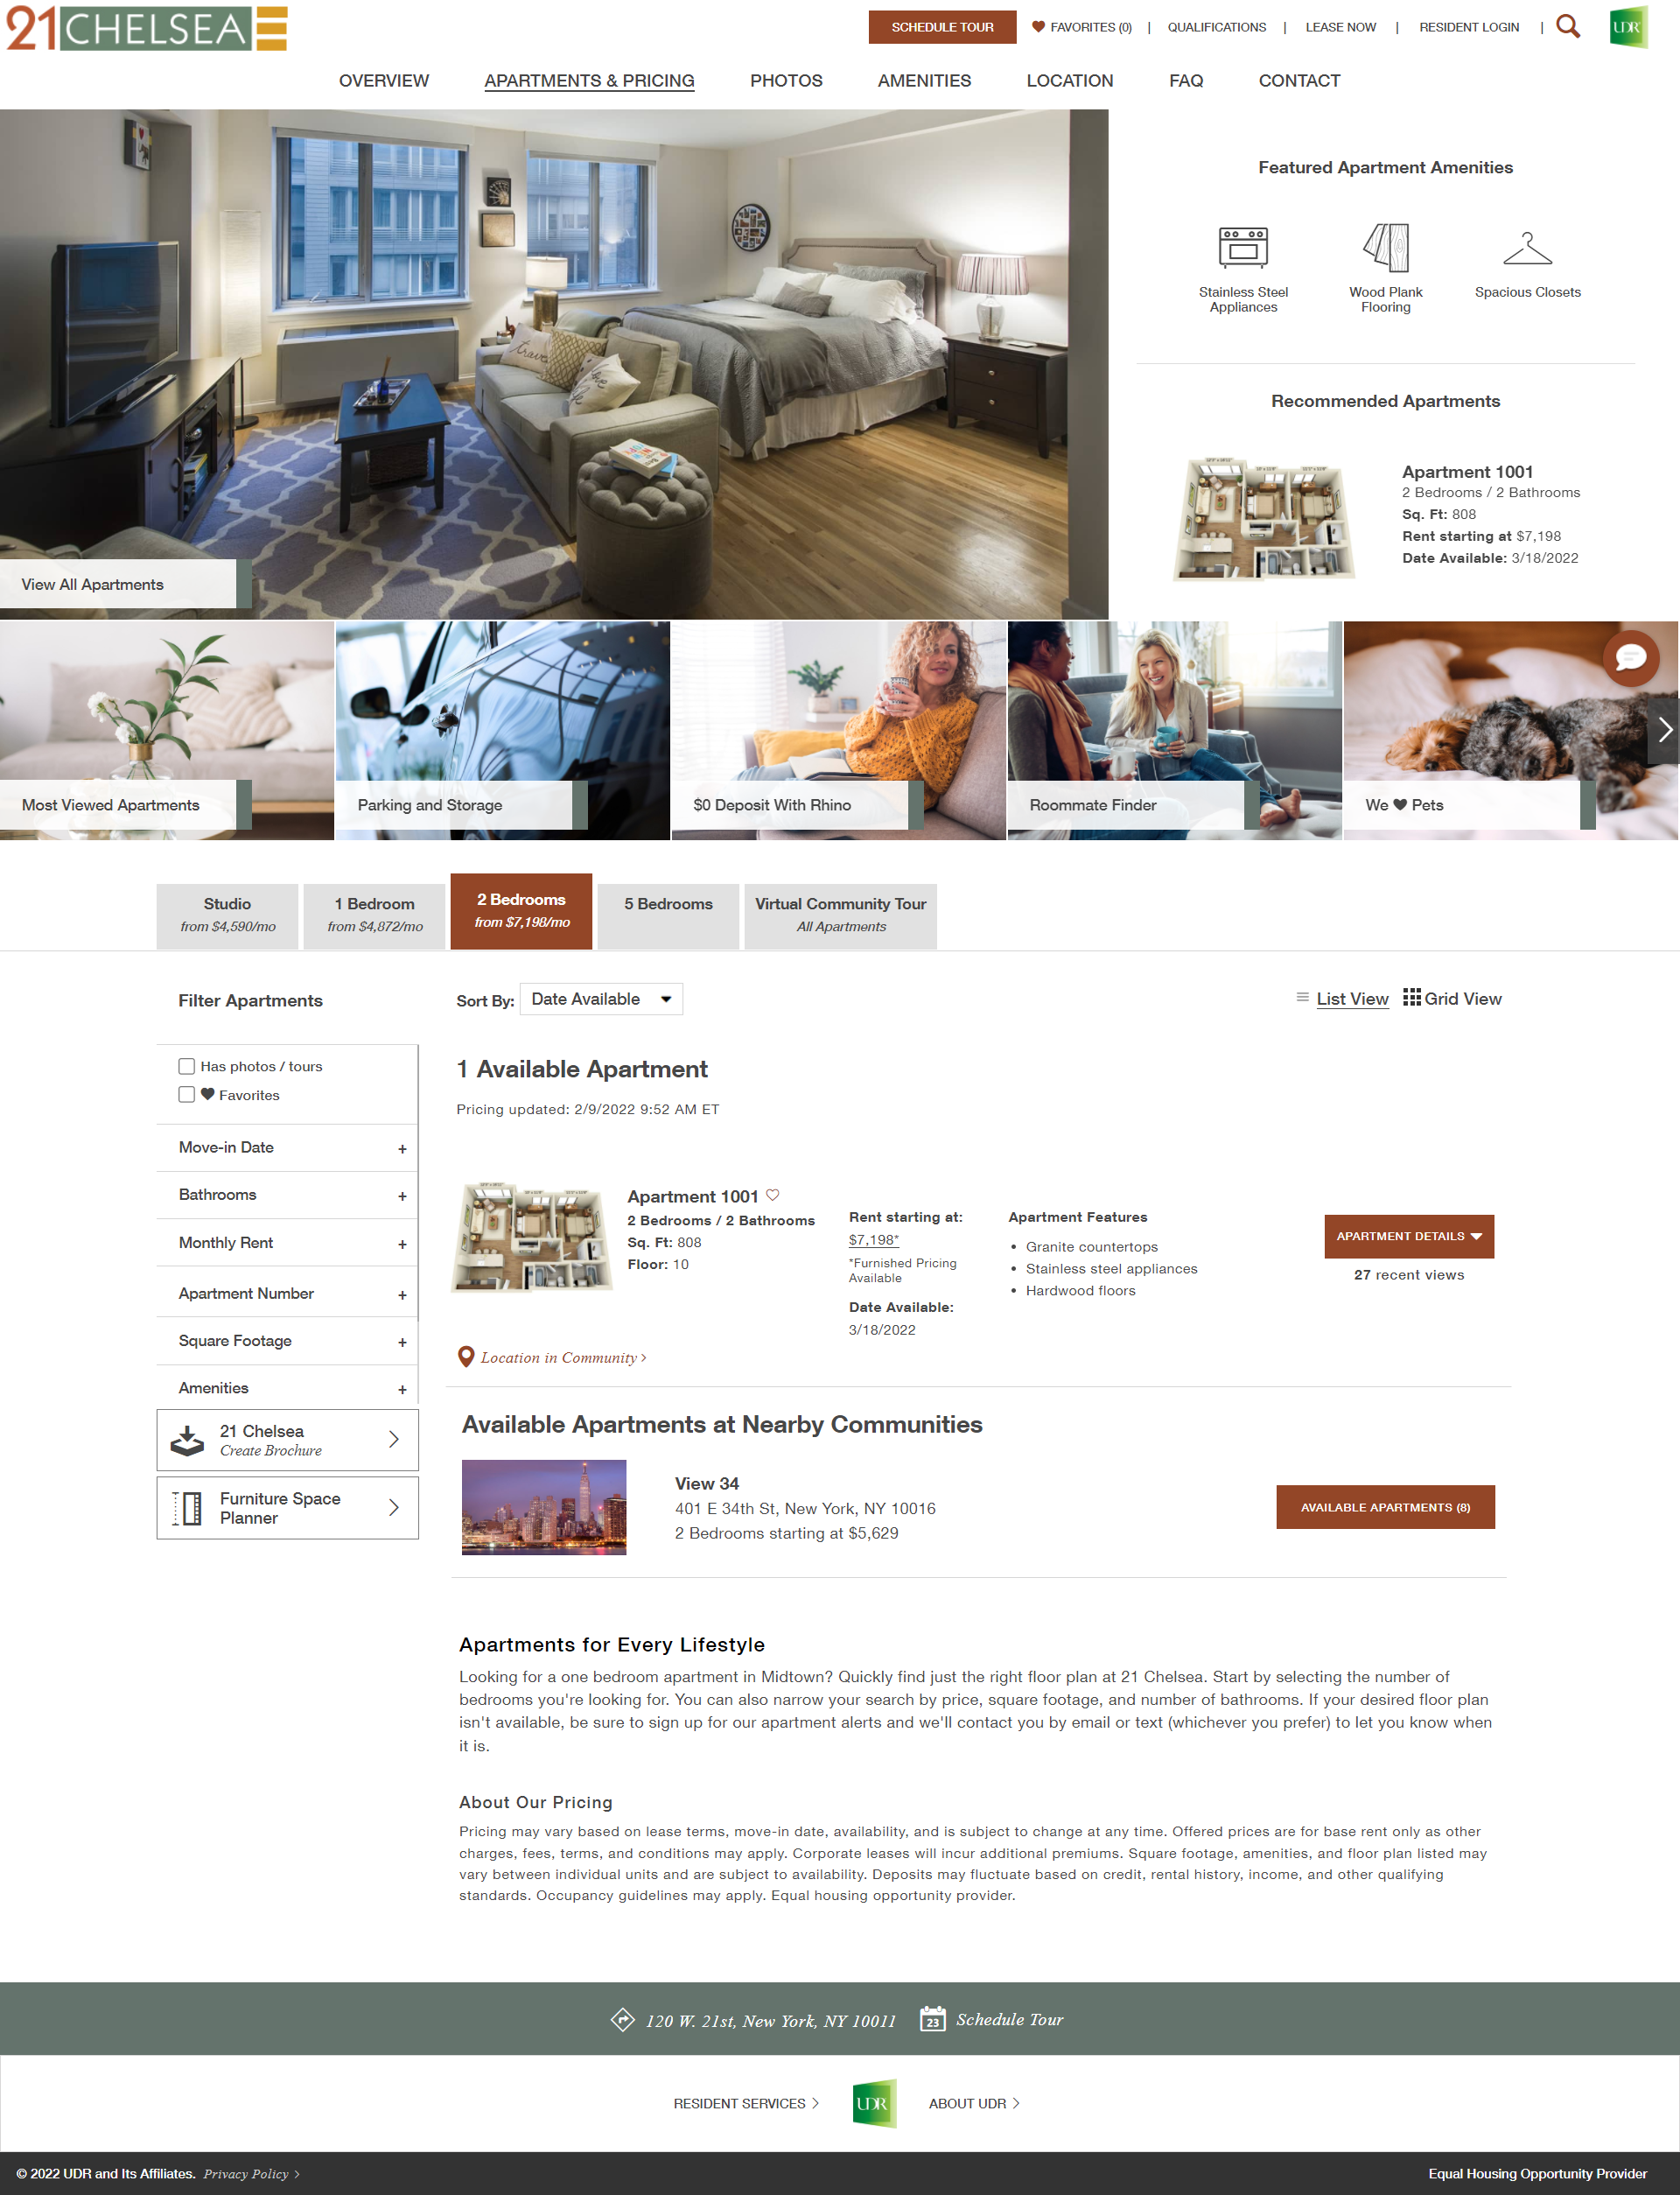 21 CHELSEA
SCHEDULE TOUR
FAVORITES (0) | QUALIFICATIONS | LEASE NOW | RESIDENT LOGIN |
UDR
OVERVIEW
APARTMENTS & PRICING
PHOTOS
AMENITIES
LOCATION
FAQ
CONTACT
View All Apartments
Featured Apartment Amenities
Stainless Steel
Appliances
Wood Plank
Flooring
Spacious Closets
Recommended Apartments
Apartment 1001
2 Bedrooms / 2 Bathrooms
Sq. Ft: 808
Rent starting at $7,198
Date Available: 3/18/2022
Most Viewed Apartments
Parking and Storage
$0 Deposit With Rhino
Roommate Finder
We ♥ Pets
Studio
from $4,590/mo
1 Bedroom
from $4,872/mo
2 Bedrooms
from $7,198/mo
5 Bedrooms
Virtual Community Tour
All Apartments
Filter Apartments
Has photos / tours
Favorites
Move-in Date +
Bathrooms +
Monthly Rent +
Apartment Number +
Square Footage +
Amenities +
21 Chelsea
Create Brochure
Furniture Space
Planner
Sort By: Date Available
List View
Grid View
1 Available Apartment
Pricing updated: 2/9/2022 9:52 AM ET
Apartment 1001
2 Bedrooms / 2 Bathrooms
Sq. Ft: 808
Floor: 10
Rent starting at:
$7,198*
*Furnished Pricing
Available
Date Available:
3/18/2022
Apartment Features
• Granite countertops
• Stainless steel appliances
• Hardwood floors
APARTMENT DETAILS
27 recent views
Location in Community >
Available Apartments at Nearby Communities
View 34
401 E 34th St, New York, NY 10016
2 Bedrooms starting at $5,629
AVAILABLE APARTMENTS (8)
Apartments for Every Lifestyle
Looking for a one bedroom apartment in Midtown? Quickly find just the right floor plan at 21 Chelsea. Start by selecting the number of
bedrooms you're looking for. You can also narrow your search by price, square footage, and number of bathrooms. If your desired floor plan
isn't available, be sure to sign up for our apartment alerts and we'll contact you by email or text (whichever you prefer) to let you know when
it is.
About Our Pricing
Pricing may vary based on lease terms, move-in date, availability, and is subject to change at any time. Offered prices are for base rent only as other
charges, fees, terms, and conditions may apply. Corporate leases will incur additional premiums. Square footage, amenities, and floor plan listed may
vary between individual units and are subject to availability. Deposits may fluctuate based on credit, rental history, income, and other qualifying
standards. Occupancy guidelines may apply. Equal housing opportunity provider.
120 W. 21st, New York, NY 10011
23
Schedule Tour
RESIDENT SERVICES >
UDR
ABOUT UDR >
© 2022 UDR and Its Affiliates. Privacy Policy >
Equal Housing Opportunity Provider